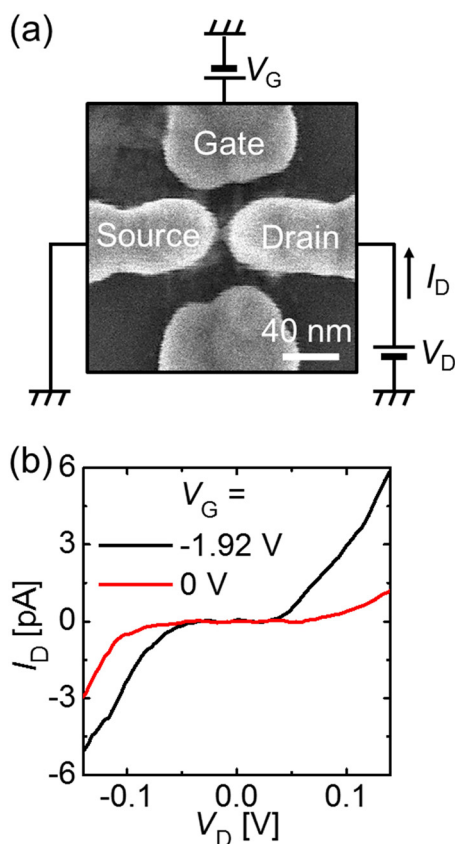 (a)
V_G
Gate
Source
Drain
I_D
40 nm
V_D
(b)
6
3
0
-3
-6
I_D [pA]
V_G =
-1.92 V
0 V
-0.1
0.0
0.1
V_D [V]